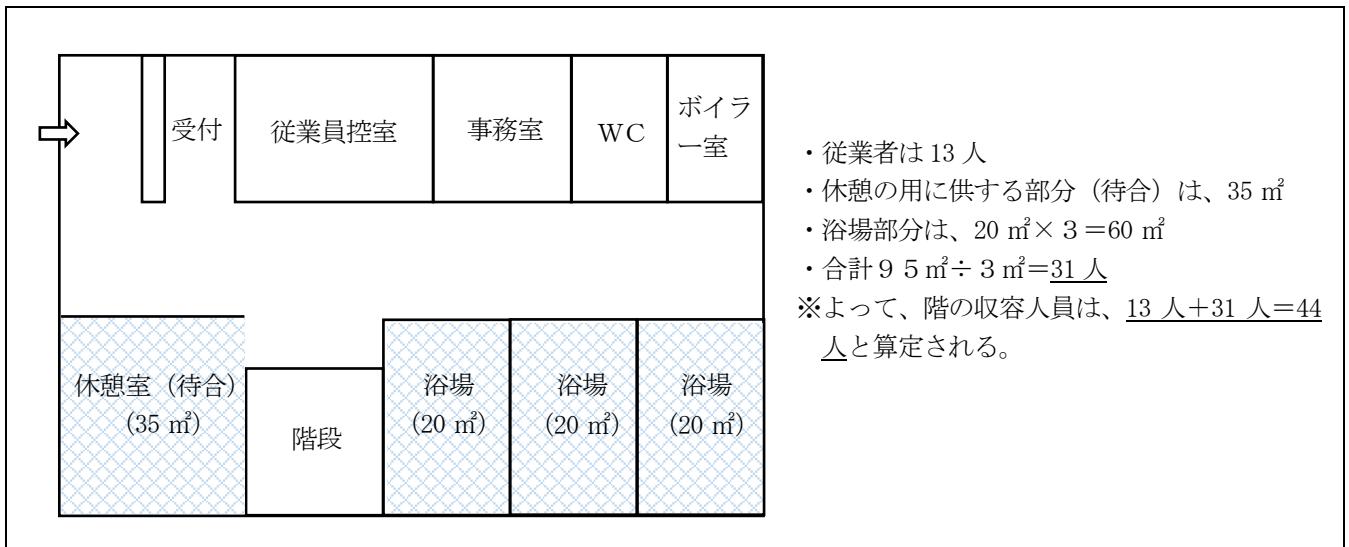 受付
従業員控室
事務室
ＷＣ
ボイラ
ー室
・従業者は 13 人
・休憩の用に供する部分（待合）は、35 ㎡
・浴場部分は、20 ㎡×３＝60 ㎡
・合計９５㎡÷３㎡＝31 人
※よって、階の収容人員は、13 人＋31 人＝44
人と算定される。
休憩室（待合）
（35 ㎡）
階段
浴場
（20 ㎡）
浴場
（20 ㎡）
浴場
（20 ㎡）